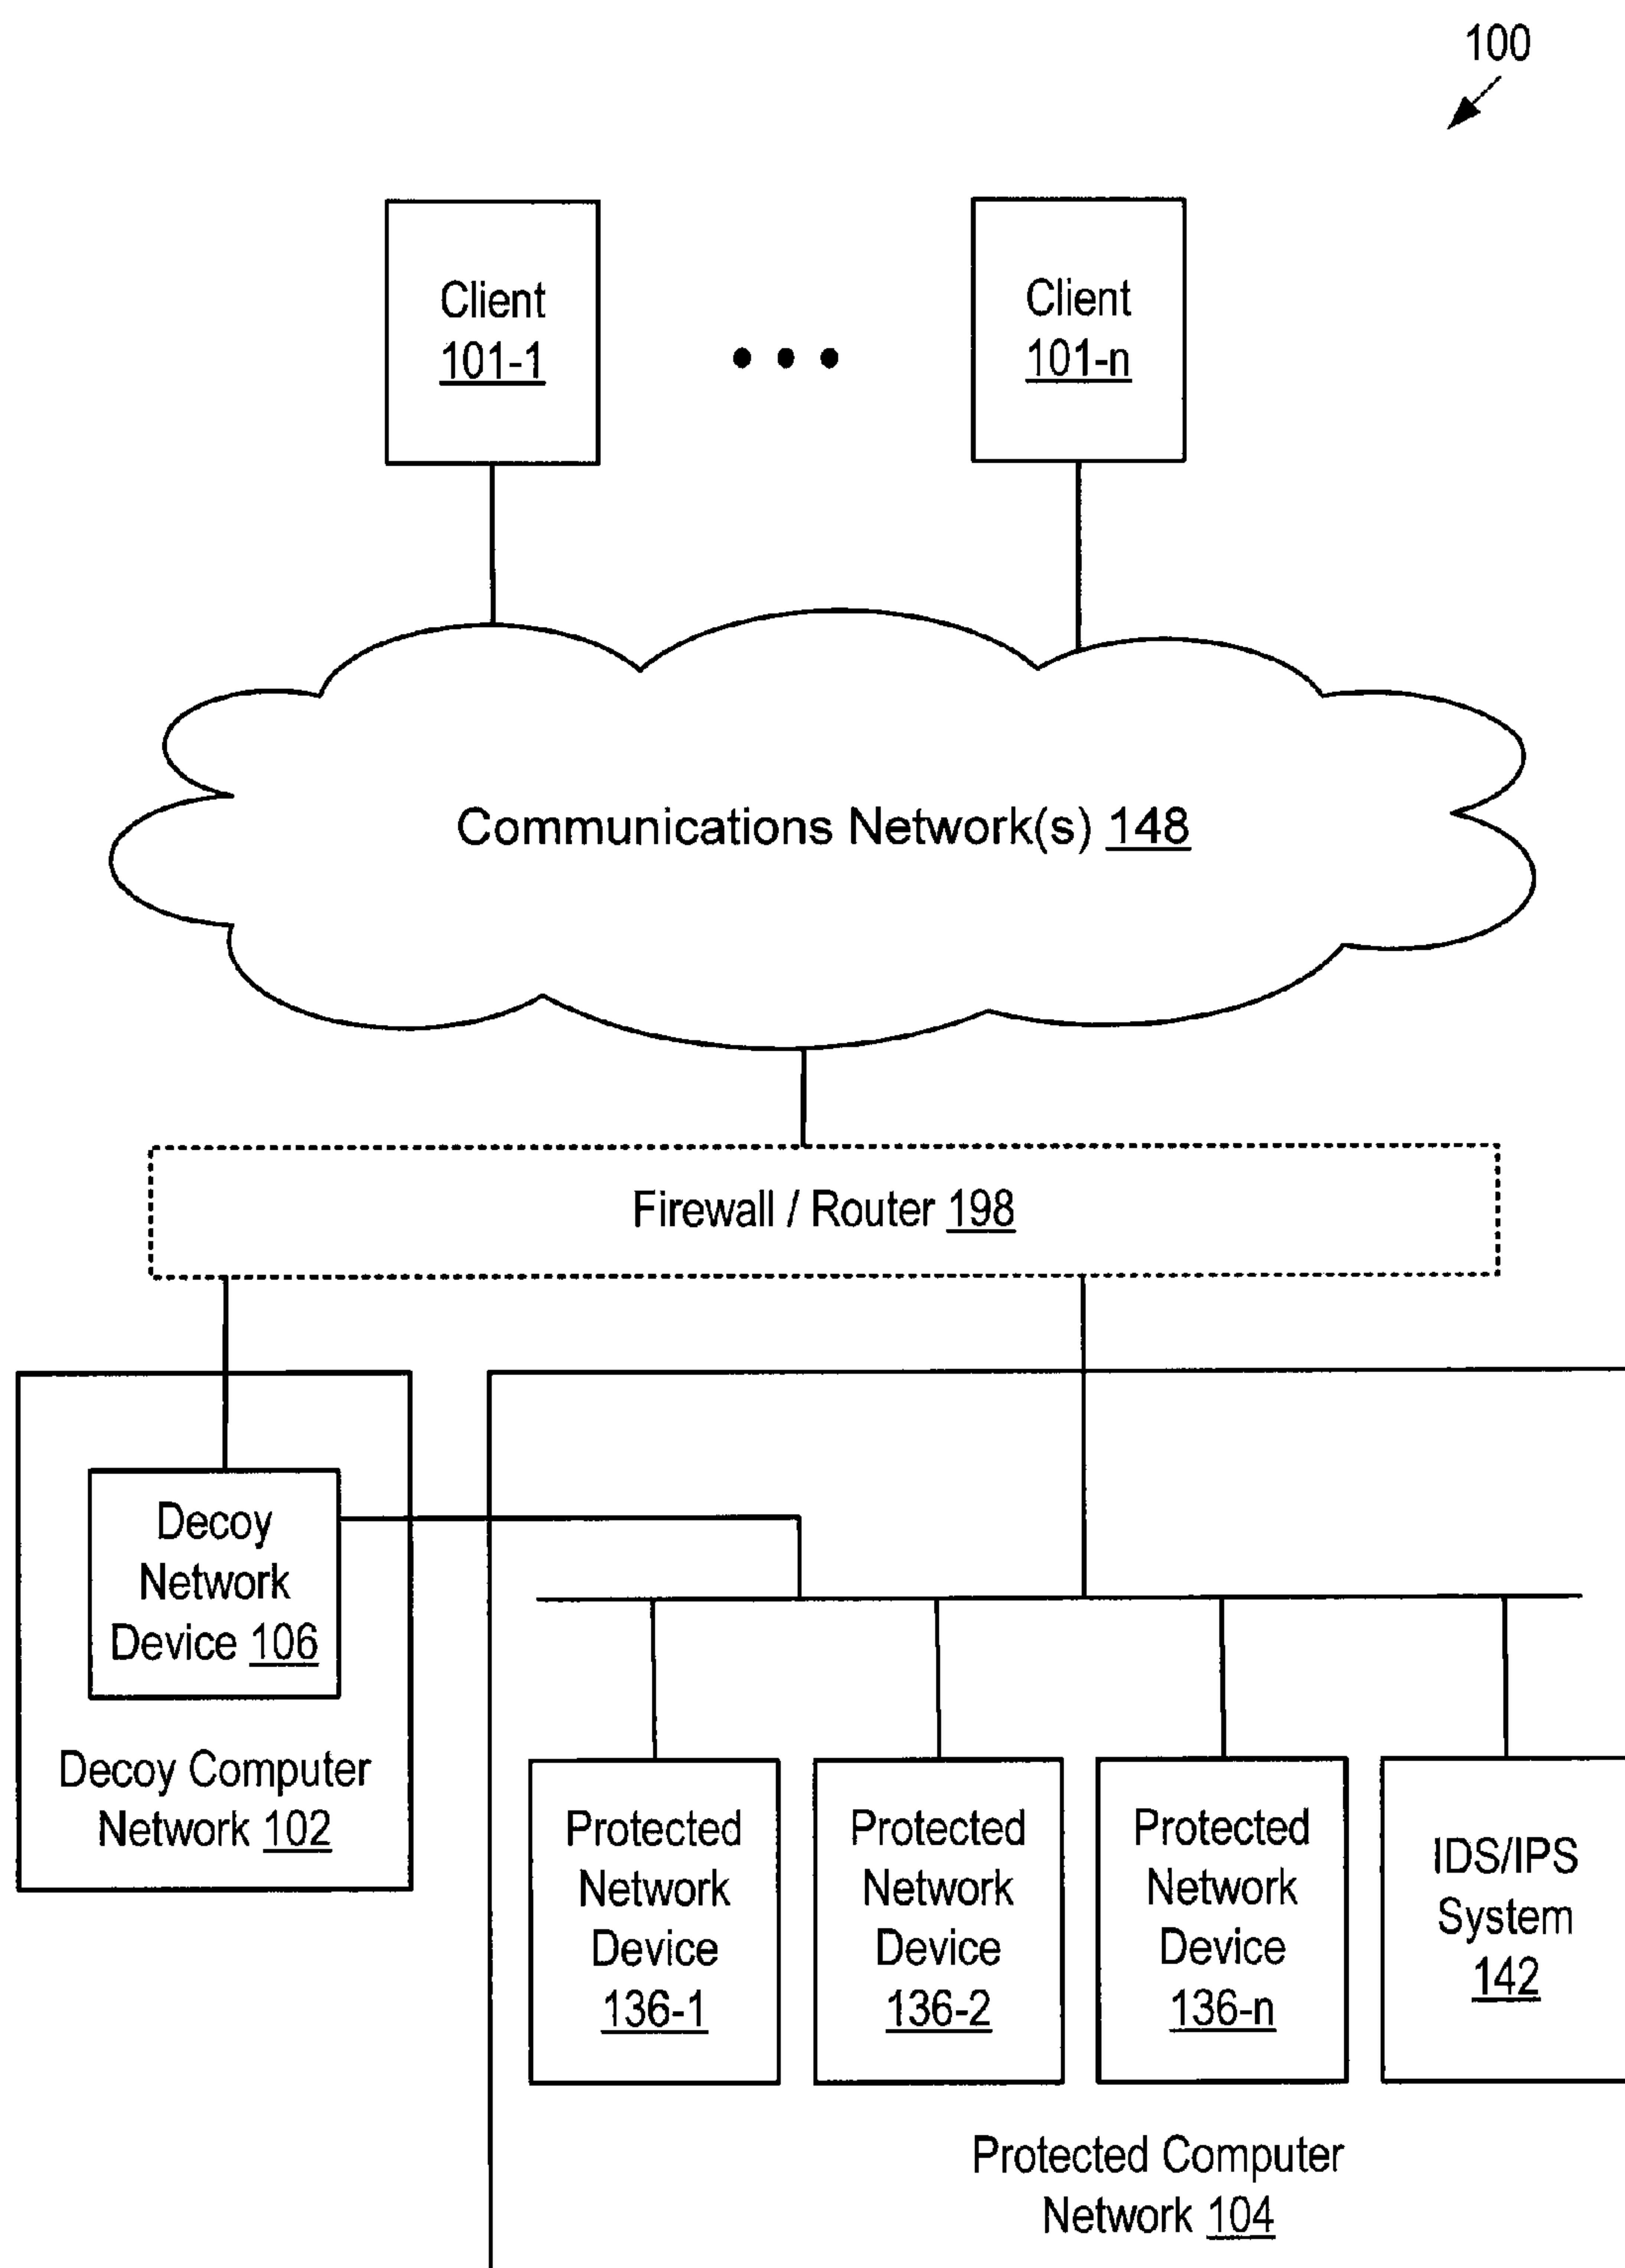 100
Client
101-1
Client
101-n
Communications Network(s) 148
Firewall / Router 198
Decoy
Network
Device 106
Decoy Computer
Network 102
Protected
Network
Device
136-1
Protected
Network
Device
136-2
Protected
Network
Device
136-n
IDS/IPS
System
142
Protected Computer
Network 104